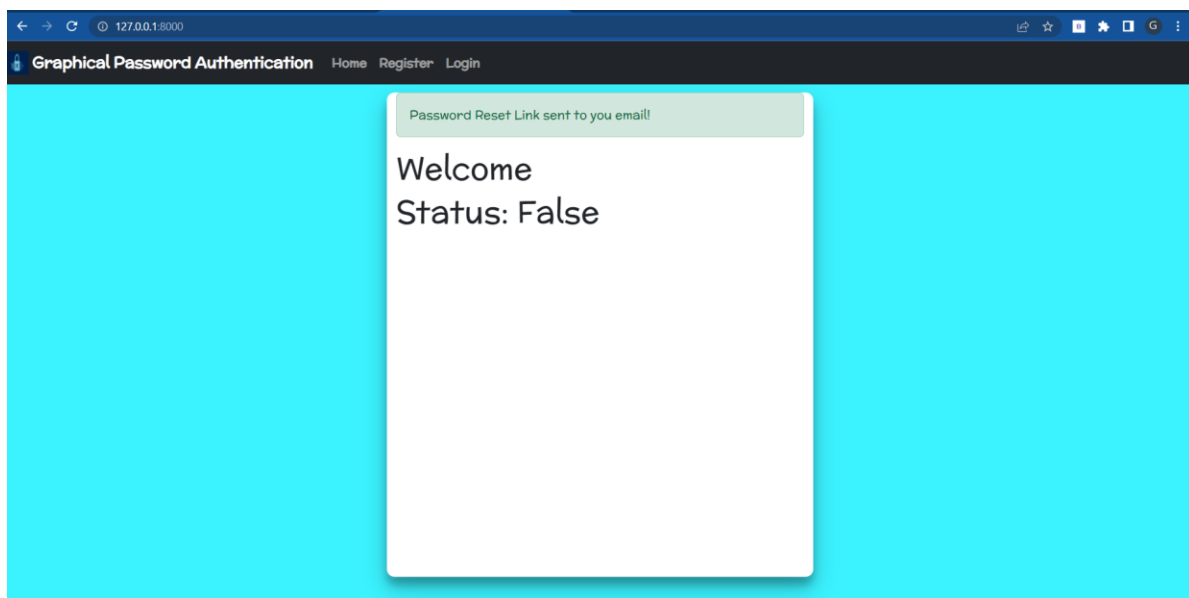 127.0.0.1:8000
G
Graphical Password Authentication Home Register Login
Password Reset Link sent to you email!
Welcome
Status: False